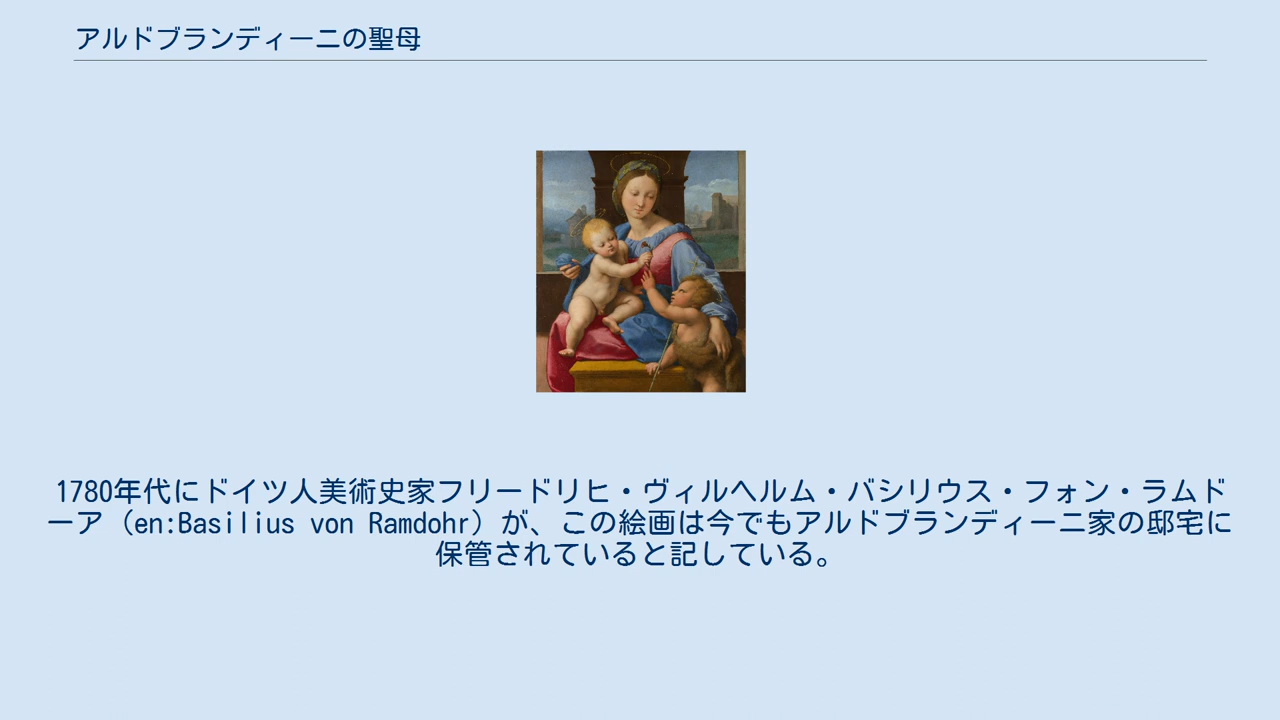 アルドブランディーニの聖母
1780年代にドイツ人美術史家フリードリヒ・ヴィルヘルム・バシリウス・フォン・ラムド
ーア（en:Basilius von Ramdohr）が、この絵画は今でもアルドブランディーニ家の邸宅に
保管されていると記している。